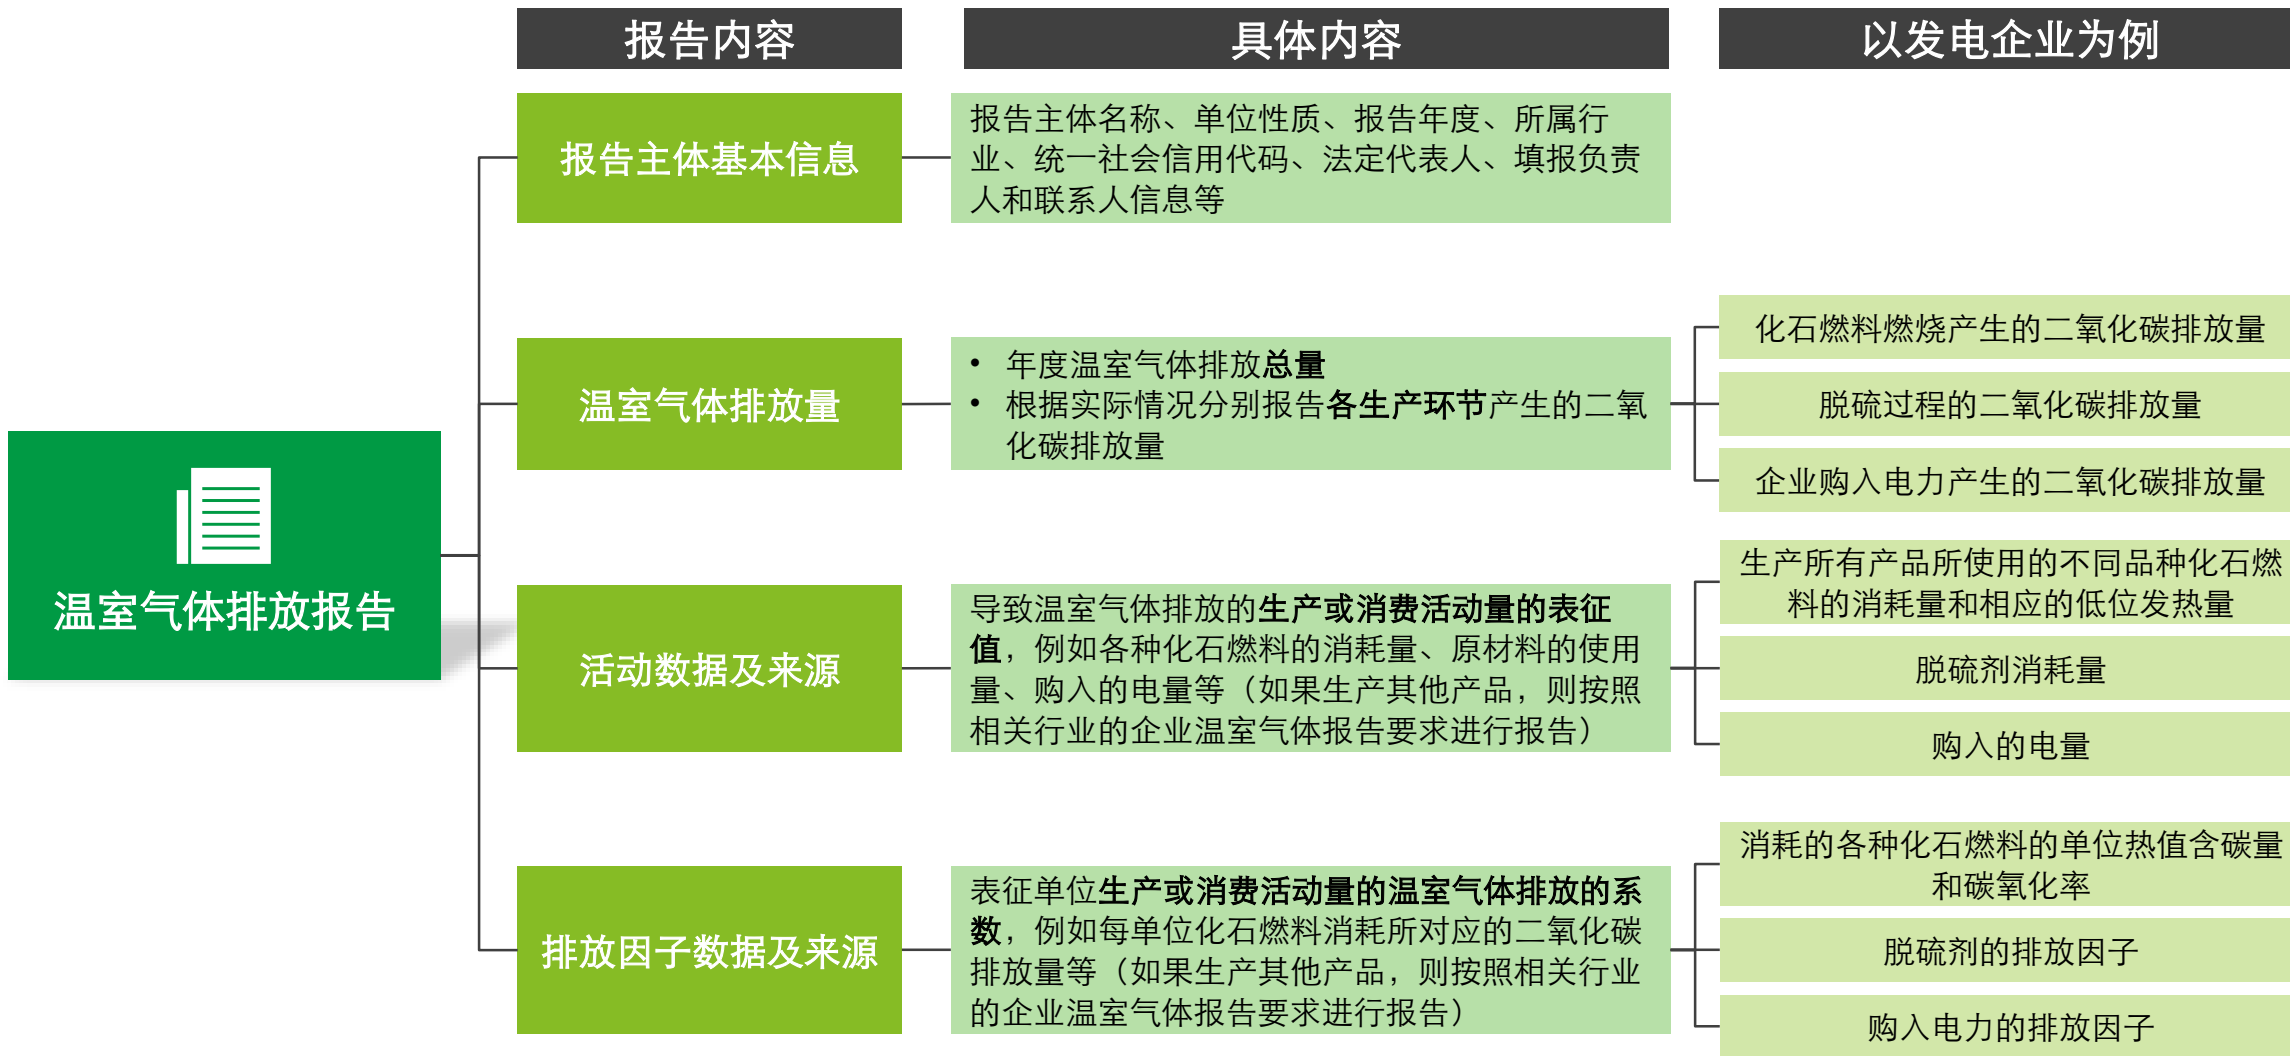 报告内容
具体内容
以发电企业为例
报告主体基本信息
报告主体名称、单位性质、报告年度、所属行
业、统一社会信用代码、法定代表人、填报负责
人和联系人信息等
温室气体排放量
• 年度温室气体排放总量
• 根据实际情况分别报告各生产环节产生的二氧
化碳排放量
化石燃料燃烧产生的二氧化碳排放量
脱硫过程的二氧化碳排放量
企业购入电力产生的二氧化碳排放量
温室气体排放报告
活动数据及来源
导致温室气体排放的生产或消费活动量的表征
值，例如各种化石燃料的消耗量、原材料的使用
量、购入的电量等（如果生产其他产品，则按照
相关行业的企业温室气体报告要求进行报告）
生产所有产品所使用的不同品种化石燃
料的消耗量和相应的低位发热量
脱硫剂消耗量
购入的电量
排放因子数据及来源
表征单位生产或消费活动量的温室气体排放的系
数，例如每单位化石燃料消耗所对应的二氧化碳
排放量等（如果生产其他产品，则按照相关行业
的企业温室气体报告要求进行报告）
消耗的各种化石燃料的单位热值含碳量
和碳氧化率
脱硫剂的排放因子
购入电力的排放因子